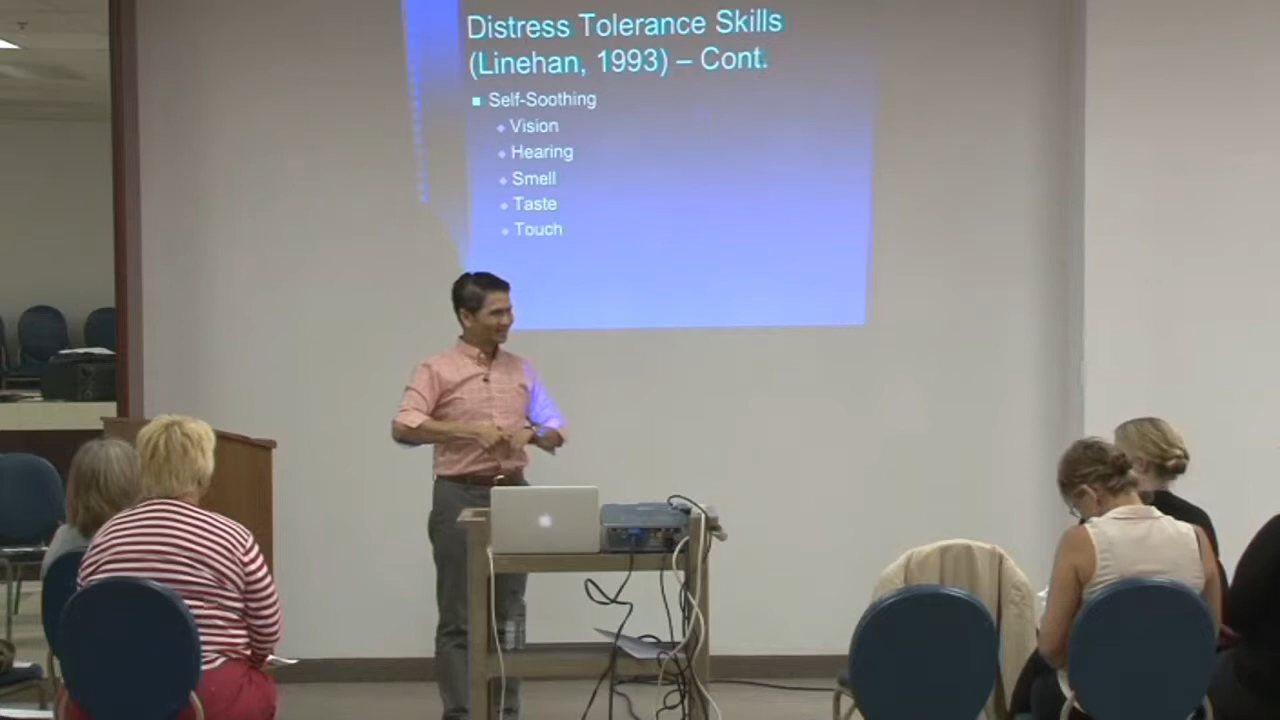 Distress Tolerance Skills
(Linehan, 1993) – Cont.
Self-Soothing
Vision
Hearing
Smell
Taste
Touch